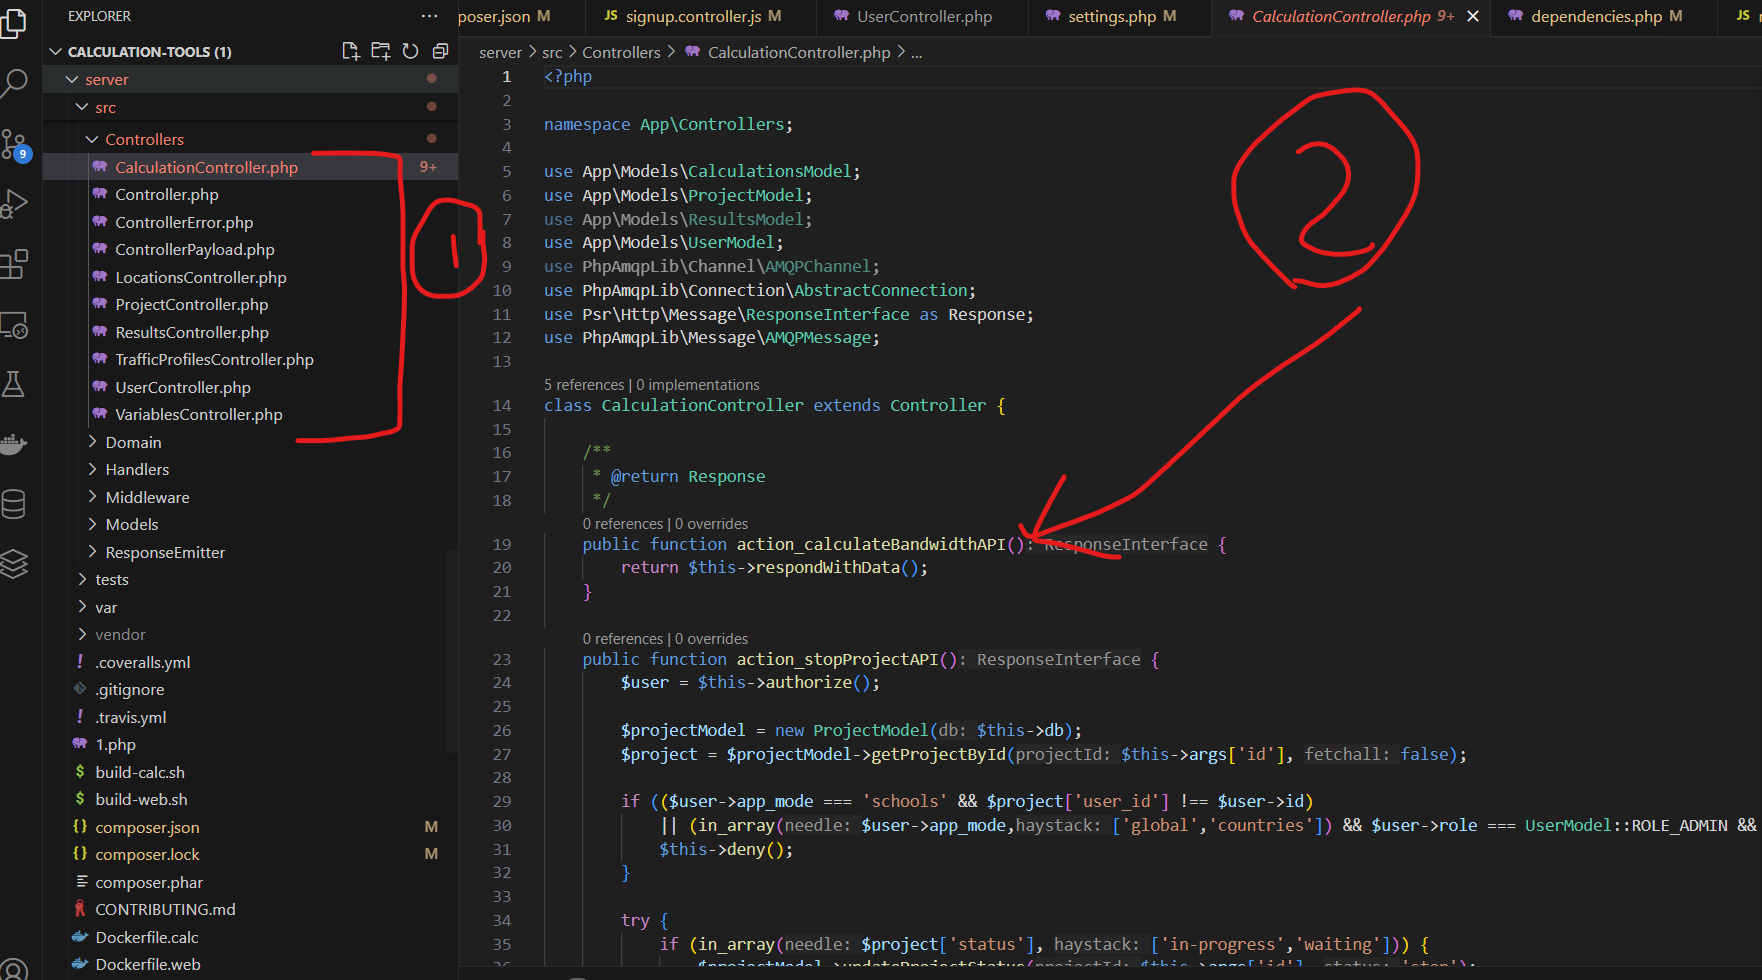 EXPLORER
CALCULATION-TOOLS (1)
server
src
Controllers
CalculationController.php 9+
Controller.php
ControllerError.php
ControllerPayload.php
LocationsController.php
ProjectController.php
ResultsController.php
TrafficProfilesController.php
UserController.php
VariablesController.php
Domain
Handlers
Middleware
Models
ResponseEmitter
tests
var
vendor
.coveralls.yml
.gitignore
.travis.yml
1.php
build-calc.sh
build-web.sh
composer.json M
composer.lock M
composer.phar
CONTRIBUTING.md
Dockerfile.calc
Dockerfile.web
9
1
2
poser.json M JS signup.controller.js M UserController.php settings.php M CalculationController.php 9+ dependencies.php M JS
server > src > Controllers > CalculationController.php > ...
1 <?php
2
3 namespace App\Controllers;
4
5 use App\Models\CalculationsModel;
6 use App\Models\ProjectModel;
7 use App\Models\ResultsModel;
8 use App\Models\UserModel;
9 use PhpAmqpLib\Channel\AMQPChannel;
10 use PhpAmqpLib\Connection\AbstractConnection;
11 use Psr\Http\Message\ResponseInterface as Response;
12 use PhpAmqpLib\Message\AMQPMessage;
13
5 references | 0 implementations
14 class CalculationController extends Controller {
15
16 /**
17 * @return Response
18 */
0 references | 0 overrides
19 public function action_calculateBandwidthAPI(): ResponseInterface {
20 return $this->respondWithData();
21 }
22
0 references | 0 overrides
23 public function action_stopProjectAPI(): ResponseInterface {
24 $user = $this->authorize();
25
26 $projectModel = new ProjectModel(db: $this->db);
27 $project = $projectModel->getProjectById(projectId: $this->args['id'], fetchall: false);
28
29 if (($user->app_mode === 'schools' && $project['user_id'] !== $user->id)
30 || (in_array(needle: $user->app_mode,haystack: ['global','countries']) && $user->role === UserModel::ROLE_ADMIN &&
31 $this->deny();
32 }
33
34 try {
35 if (in_array(needle: $project['status'], haystack: ['in-progress','waiting'])) {
36 $projectModel->updateProjectStatus(projectId: $this->args['id'], status: 'stop');